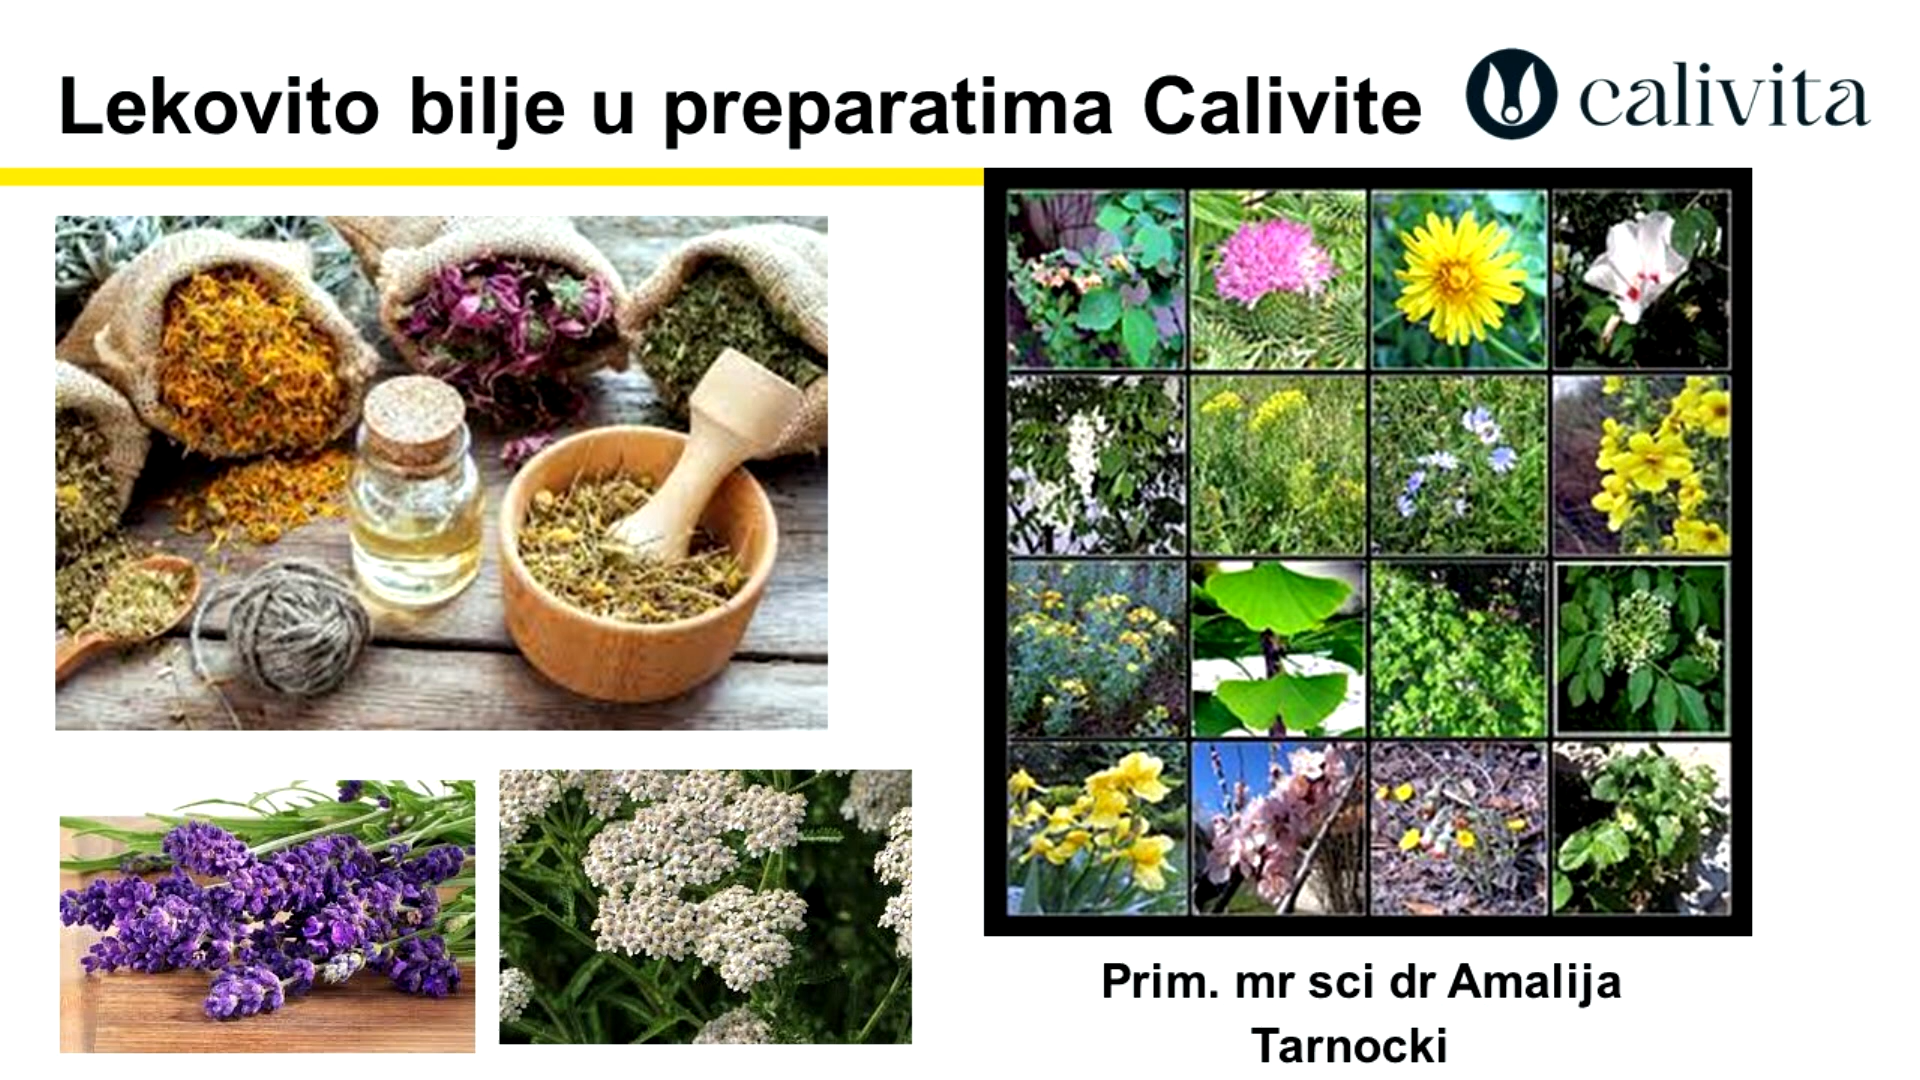 Lekovito bilje u preparatima Calivite
calivita
Prim. mr sci dr Amalija
Tarnocki